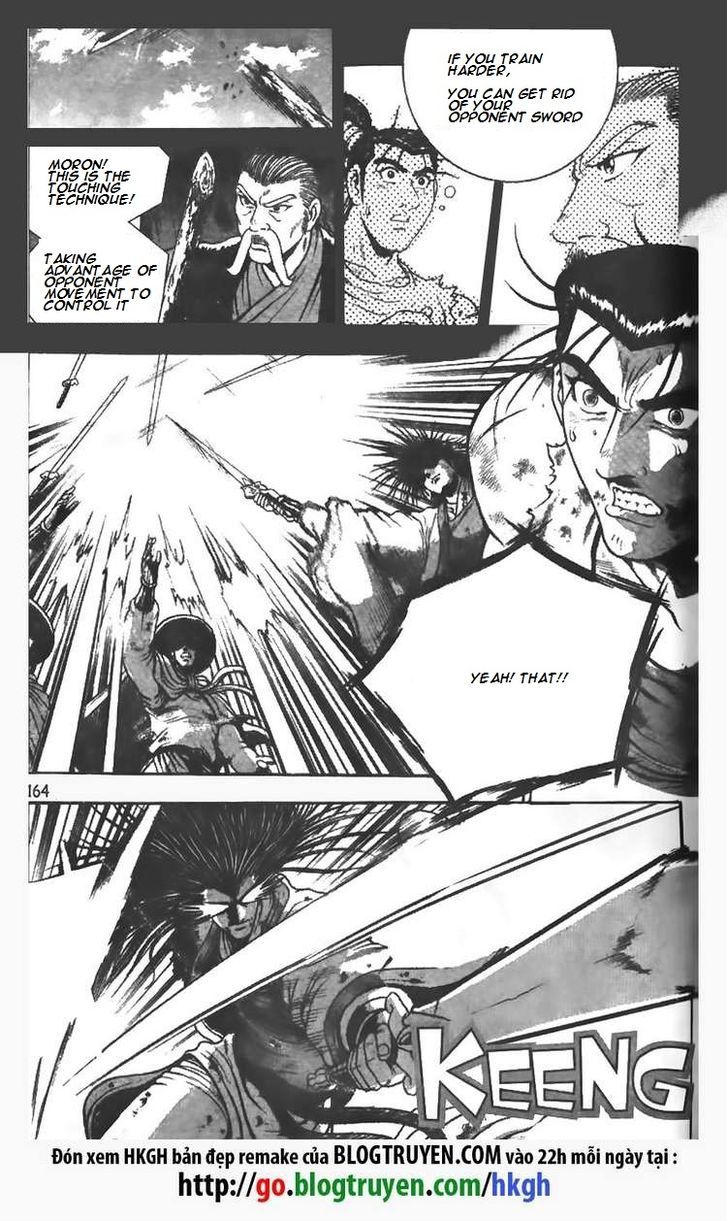 IF YOU TRAIN
HARDER,
YOU CAN GET RID
OF YOUR
OPPONENT SWORD
MORON!
THIS IS THE
TOUCHING
TECHNIQUE!
TAKING
ADVANTAGE OF
OPPONENT
MOVEMENT TO
CONTROL IT
YEAH! THAT!!
164
KEENG
Đón xem HKGH bản đẹp remake của BLOGTRUYEN.COM vào 22h mỗi ngày tại :
http://go.blogtruyen.com/hkgh